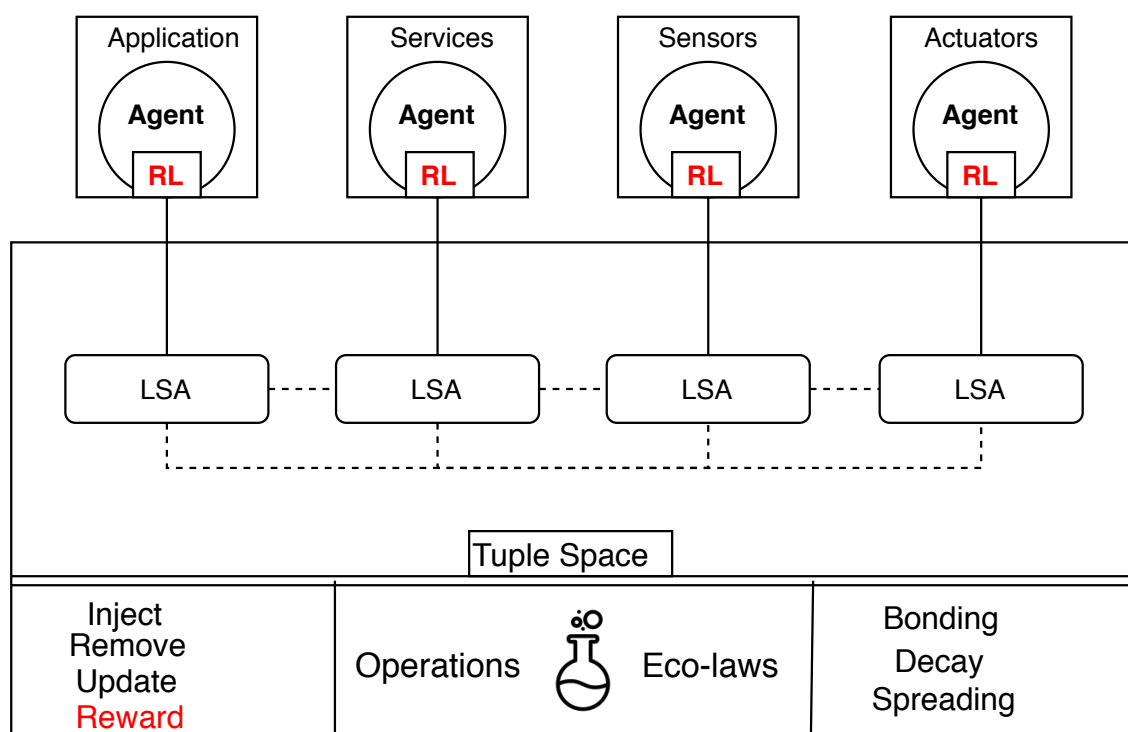 Application
Services
Sensors
Actuators
Agent
Agent
Agent
Agent
RL
RL
RL
RL
LSA
LSA
LSA
LSA
Tuple Space
Inject
Remove
Update
Reward
Operations
Eco-laws
Bonding
Decay
Spreading